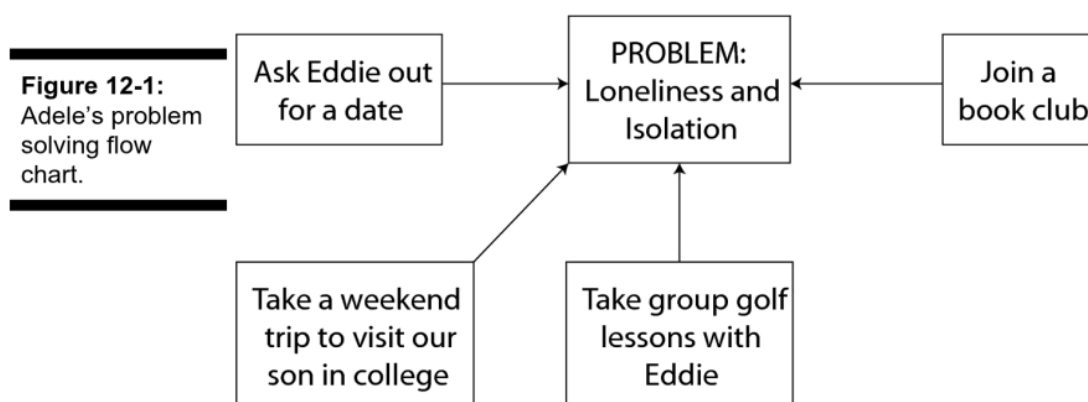 Figure 12-1:
Adele's problem
solving flow
chart.
Ask Eddie out
for a date
PROBLEM:
Loneliness and
Isolation
Join a
book club
Take a weekend
trip to visit our
son in college
Take group golf
lessons with
Eddie